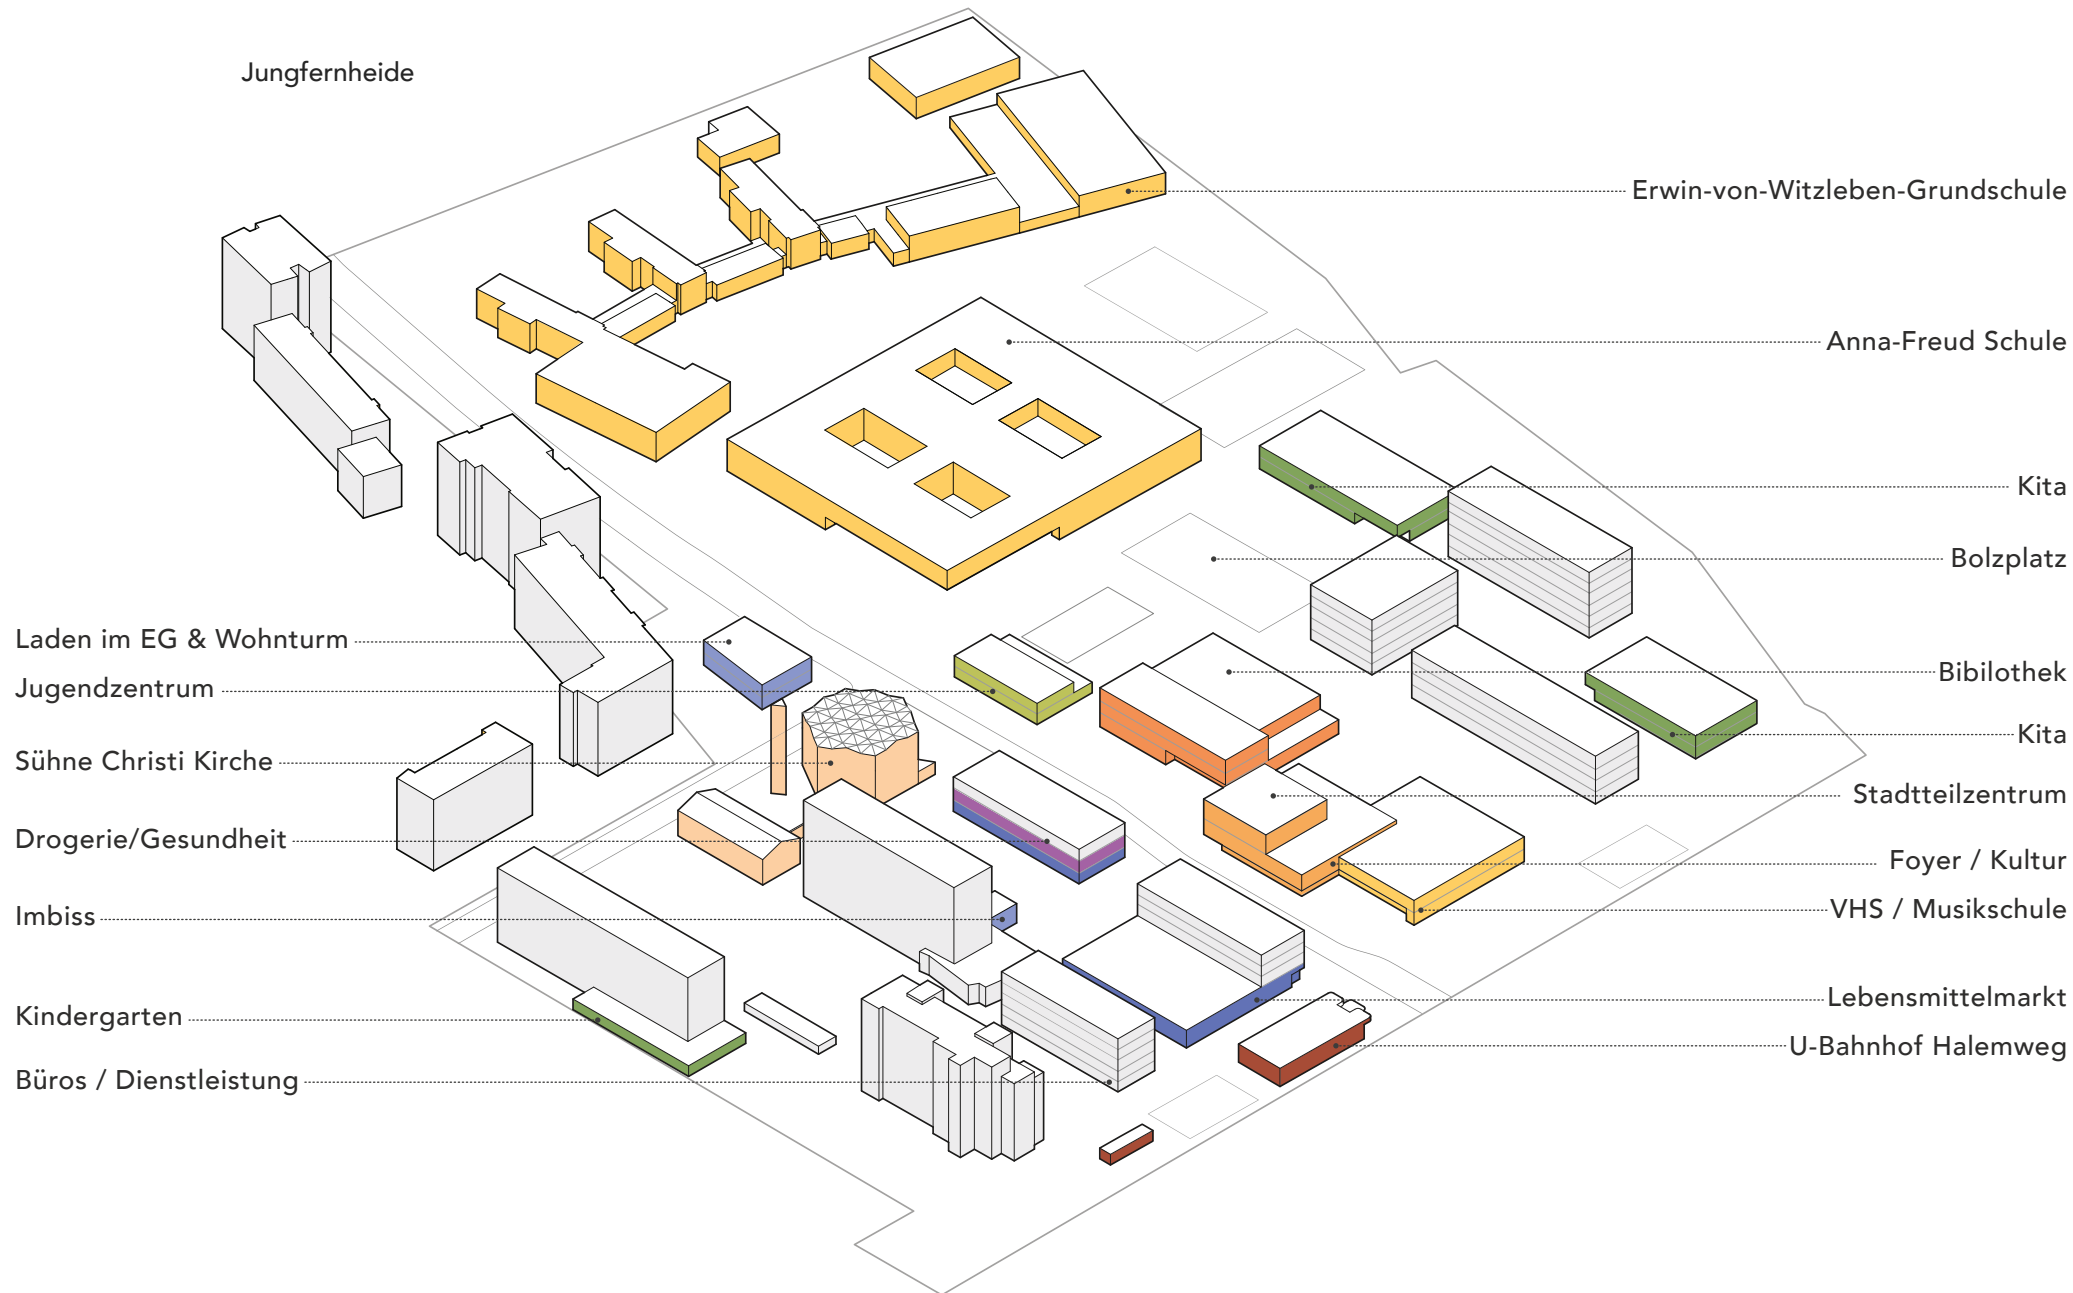 Jungfernheide
Erwin-von-Witzleben-Grundschule
Anna-Freud Schule
Kita
Bolzplatz
Laden im EG & Wohnturm
Bibilothek
Jugendzentrum
Kita
Sühne Christi Kirche
Stadtteilzentrum
Drogerie/Gesundheit
Foyer / Kultur
Imbiss
VHS / Musikschule
Lebensmittelmarkt
Kindergarten
U-Bahnhof Halemweg
Büros / Dienstleistung